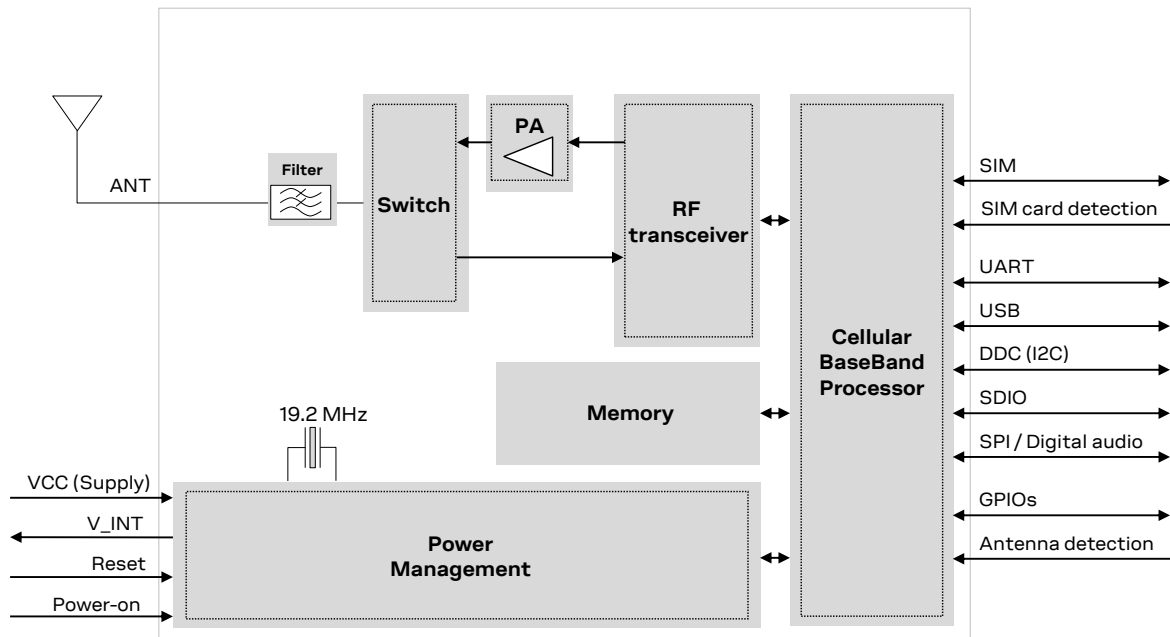 PA
Filter
ANT
Switch
RF
transceiver
SIM
SIM card detection
UART
USB
Cellular
BaseBand
Processor
DDC (I2C)
SDIO
Memory
19.2 MHz
SPI / Digital audio
VCC (Supply)
GPIOs
V_INT
Power
Management
Antenna detection
Reset
Power-on